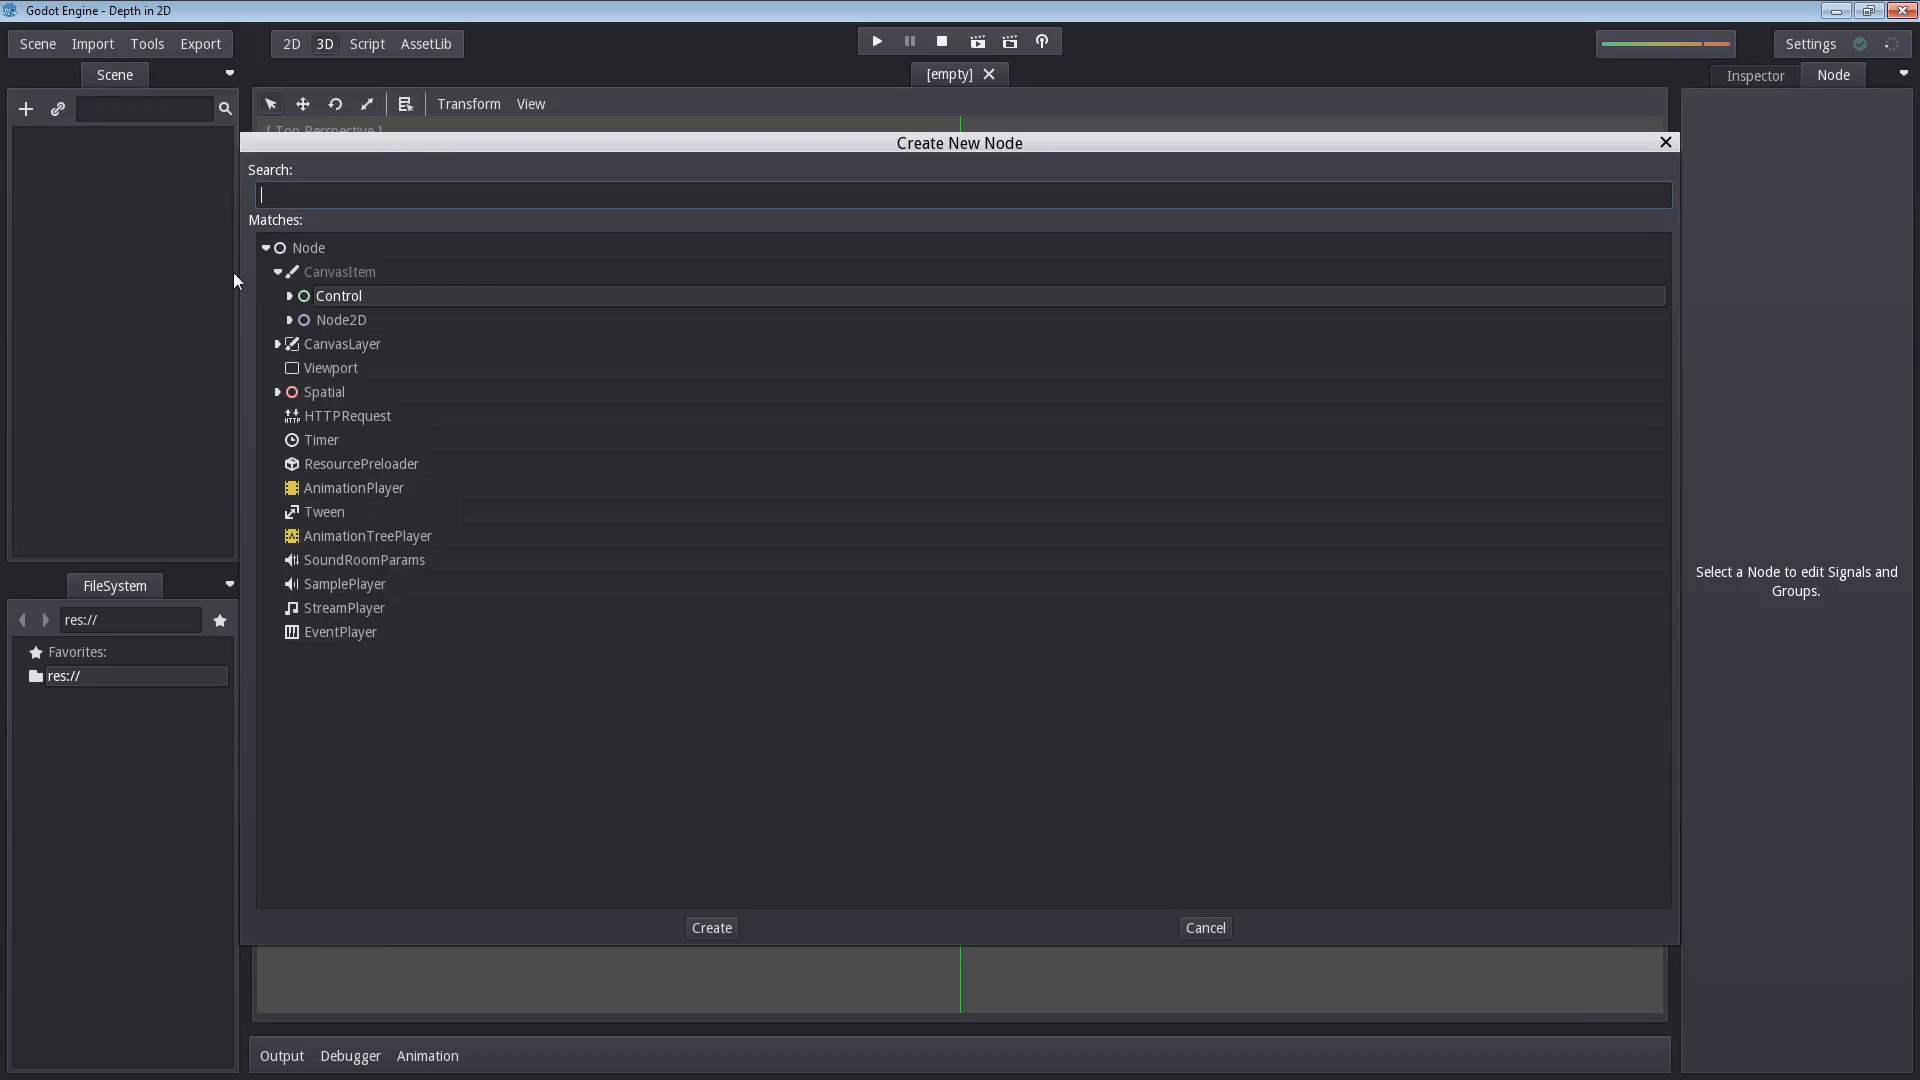 Godot Engine - Depth in 2D
Scene Import Tools Export
2D 3D Script AssetLib
Settings
Scene
[empty]
Inspector Node
Transform View
[ Top Perspective ]
Create New Node
Search:
Matches:
Node
CanvasItem
Control
Node2D
CanvasLayer
Viewport
Spatial
HTTPRequest
Timer
ResourcePreloader
AnimationPlayer
Tween
AnimationTreePlayer
SoundRoomParams
SamplePlayer
StreamPlayer
EventPlayer
Create Cancel
FileSystem
res://
Favorites:
res://
Select a Node to edit Signals and
Groups.
Output Debugger Animation